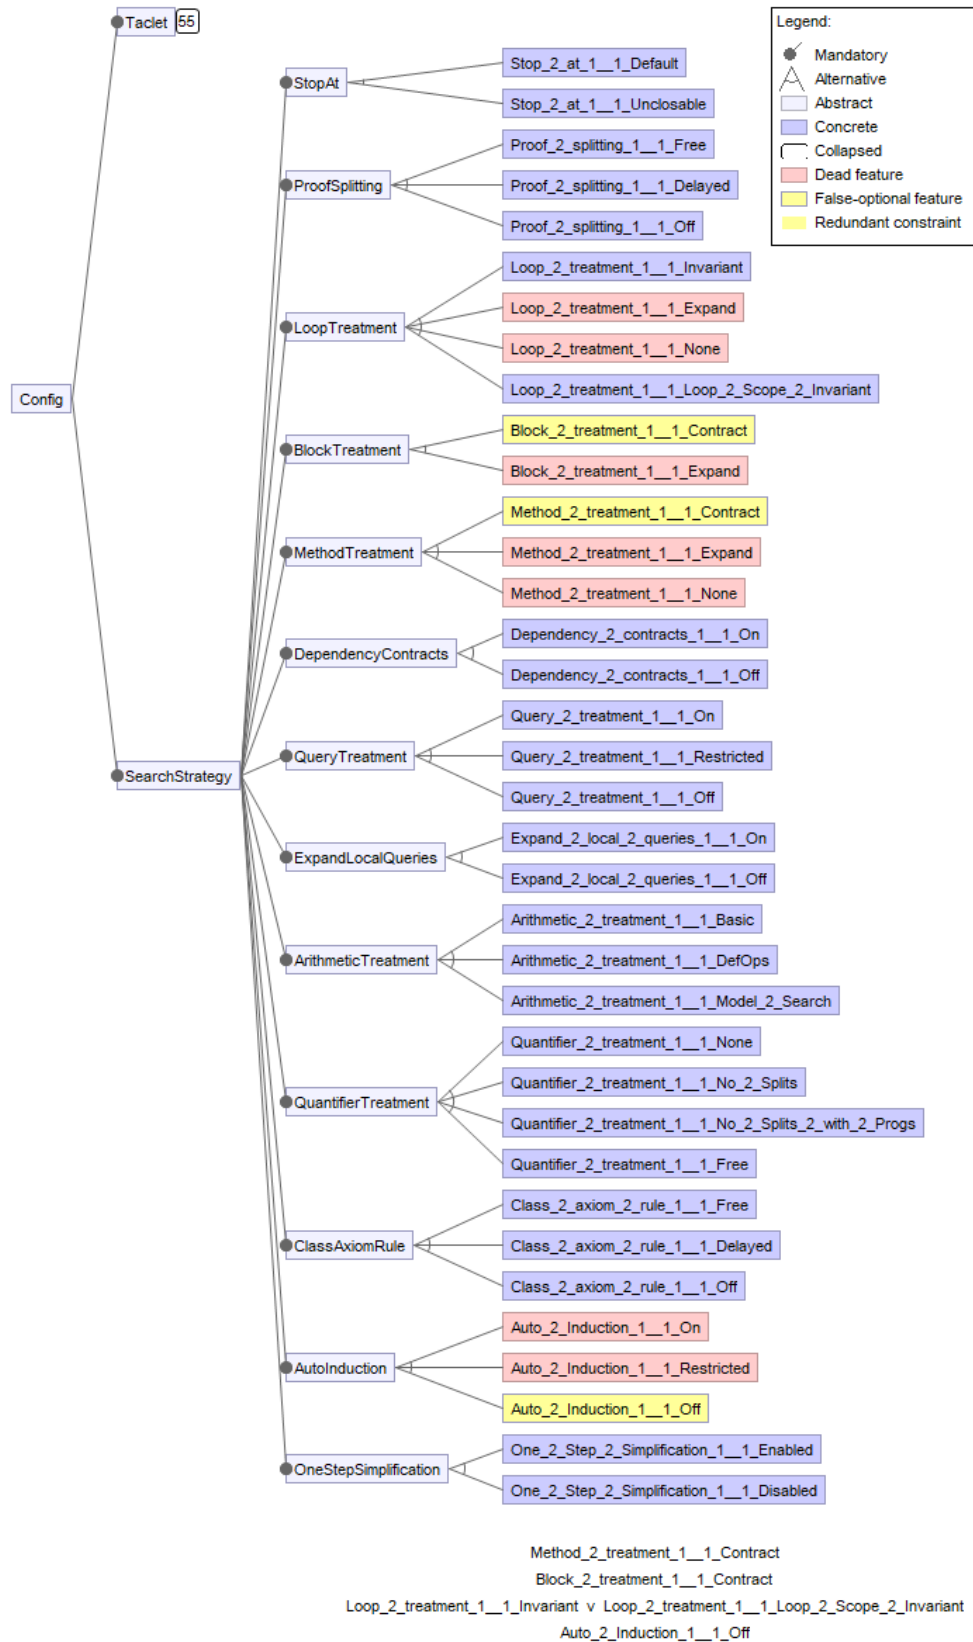 Taclet 55
Legend:
Mandatory
Alternative
Abstract
Concrete
Collapsed
Dead feature
False-optional feature
Redundant constraint
Config
SearchStrategy
StopAt
Stop_2_at_1__1_Default
Stop_2_at_1__1_Unclosable
ProofSplitting
Proof_2_splitting_1__1_Free
Proof_2_splitting_1__1_Delayed
Proof_2_splitting_1__1_Off
LoopTreatment
Loop_2_treatment_1__1_Invariant
Loop_2_treatment_1__1_Expand
Loop_2_treatment_1__1_None
Loop_2_treatment_1__1_Loop_2_Scope_2_Invariant
BlockTreatment
Block_2_treatment_1__1_Contract
Block_2_treatment_1__1_Expand
MethodTreatment
Method_2_treatment_1__1_Contract
Method_2_treatment_1__1_Expand
Method_2_treatment_1__1_None
DependencyContracts
Dependency_2_contracts_1__1_On
Dependency_2_contracts_1__1_Off
QueryTreatment
Query_2_treatment_1__1_On
Query_2_treatment_1__1_Restricted
Query_2_treatment_1__1_Off
ExpandLocalQueries
Expand_2_local_2_queries_1__1_On
Expand_2_local_2_queries_1__1_Off
ArithmeticTreatment
Arithmetic_2_treatment_1__1_Basic
Arithmetic_2_treatment_1__1_DefOps
Arithmetic_2_treatment_1__1_Model_2_Search
QuantifierTreatment
Quantifier_2_treatment_1__1_None
Quantifier_2_treatment_1__1_No_2_Splits
Quantifier_2_treatment_1__1_No_2_Splits_2_with_2_Progs
Quantifier_2_treatment_1__1_Free
ClassAxiomRule
Class_2_axiom_2_rule_1__1_Free
Class_2_axiom_2_rule_1__1_Delayed
Class_2_axiom_2_rule_1__1_Off
AutoInduction
Auto_2_Induction_1__1_On
Auto_2_Induction_1__1_Restricted
Auto_2_Induction_1__1_Off
OneStepSimplification
One_2_Step_2_Simplification_1__1_Enabled
One_2_Step_2_Simplification_1__1_Disabled
Method_2_treatment_1__1_Contract
Block_2_treatment_1__1_Contract
Loop_2_treatment_1__1_Invariant v Loop_2_treatment_1__1_Loop_2_Scope_2_Invariant
Auto_2_Induction_1__1_Off